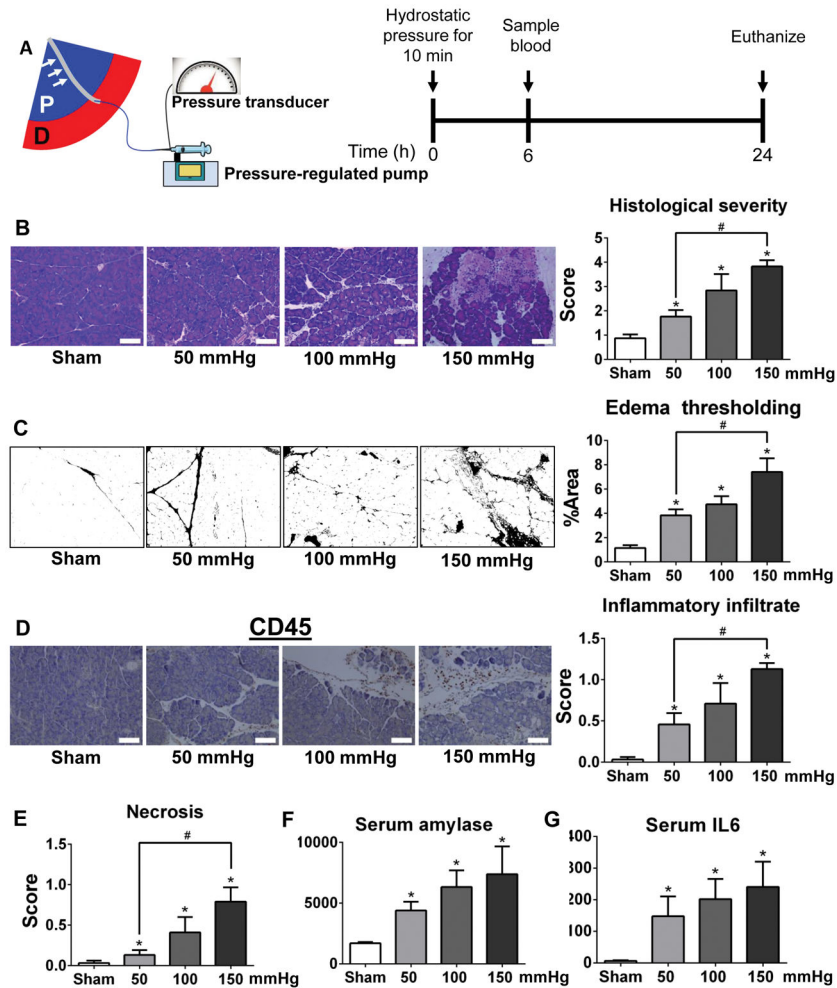 A
P
D
Pressure transducer
Pressure-regulated pump
Hydrostatic
pressure for
10 min
Sample
blood
Euthanize
Time (h)
0
6
24
B
Sham
50 mmHg
100 mmHg
150 mmHg
Histological severity
Score
5
4
3
2
1
0
*
*
*
#
Sham
50
100
150
mmHg
C
Sham
50 mmHg
100 mmHg
150 mmHg
Edema thresholding
%Area
10
8
6
4
2
0
*
*
*
#
Sham
50
100
150
mmHg
D
CD45
Sham
50 mmHg
100 mmHg
150 mmHg
Inflammatory infiltrate
Score
1.5
1.0
0.5
0.0
*
*
*
#
Sham
50
100
150
mmHg
E
Necrosis
Score
1.5
1.0
0.5
0.0
*
*
*
#
Sham
50
100
150
mmHg
F
Serum amylase
10000
5000
0
*
*
*
Sham
50
100
150
mmHg
G
Serum IL6
300
200
100
0
*
*
*
Sham
50
100
150
mmHg